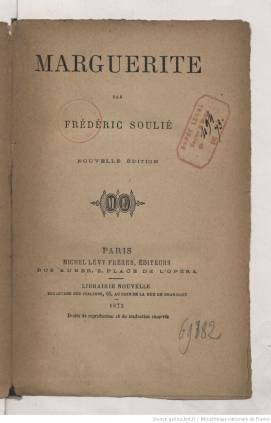 MARGUERITE
PAR
FRÉDÉRIC SOULIÉ
NOUVELLE ÉDITION
PARIS
MICHEL LÉVY FRÈRES, ÉDITEURS
RUE AUBER, 3, PLACE DE L'OPÉRA
LIBRAIRIE NOUVELLE
BOULEVARD DES ITALIENS, 15, AU COIN DE LA RUE DE GRAMMONT
1873
Droits de reproduction et de traduction réservés
69882
Source gallica.bnf.fr / Bibliothèque nationale de France